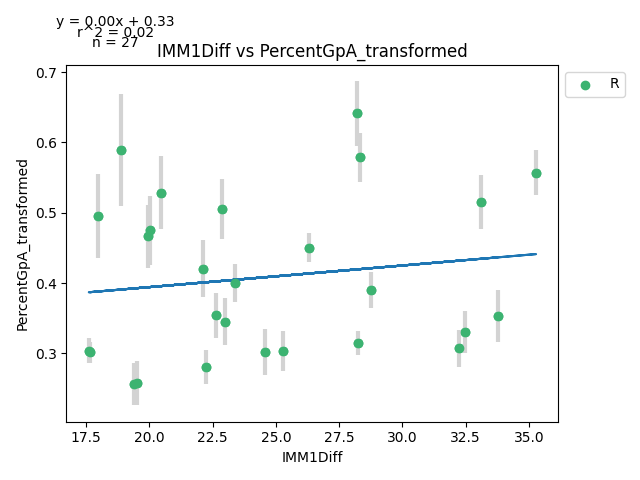 y = 0.00x + 0.33
r^2 = 0.02
n = 27
IMM1Diff vs PercentGpA_transformed
R
0.7
0.6
0.5
0.4
0.3
PercentGpA_transformed
17.5 20.0 22.5 25.0 27.5 30.0 32.5 35.0
IMM1Diff